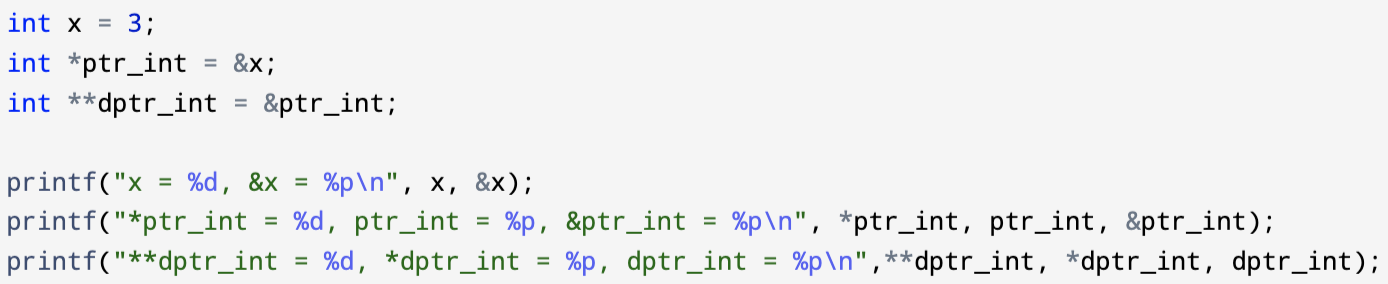 int x = 3;
int *ptr_int = &x;
int **dptr_int = &ptr_int;
printf("x = %d, &x = %p\n", x, &x);
printf("*ptr_int = %d, ptr_int = %p, &ptr_int = %p\n", *ptr_int, ptr_int, &ptr_int);
printf("**dptr_int = %d, *dptr_int = %p, dptr_int = %p\n",**dptr_int, *dptr_int, dptr_int);